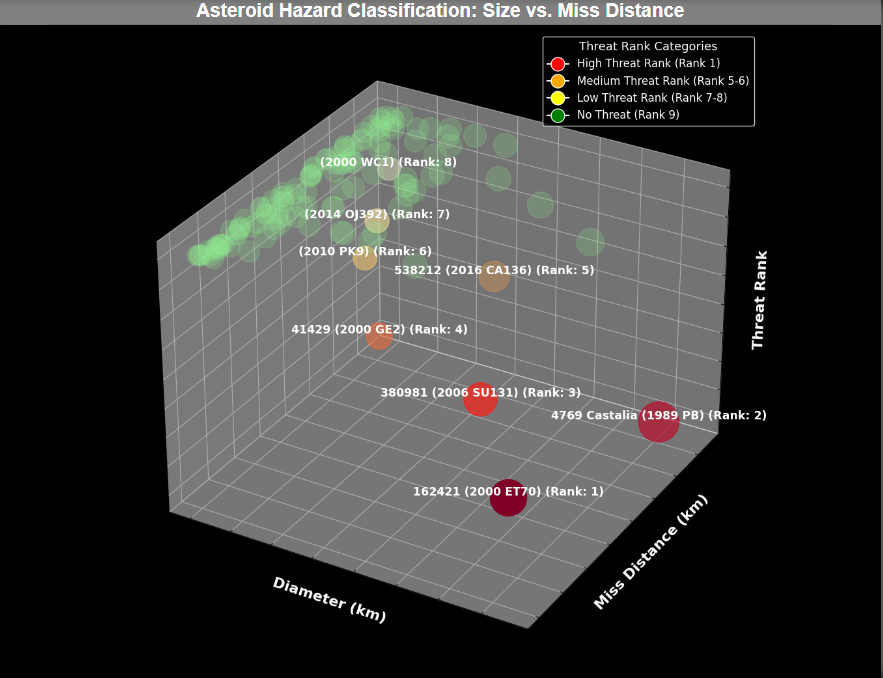 Asteroid Hazard Classification: Size vs. Miss Distance
Threat Rank Categories
High Threat Rank (Rank 1)
Medium Threat Rank (Rank 5-6)
Low Threat Rank (Rank 7-8)
No Threat (Rank 9)
(2000 WC1) (Rank: 8)
(2014 OJ392) (Rank: 7)
(2010 PK9) (Rank: 6)
538212 (2016 CA136) (Rank: 5)
41429 (2000 GE2) (Rank: 4)
380981 (2006 SU131) (Rank: 3)
4769 Castalia (1989 PB) (Rank: 2)
162421 (2000 ET70) (Rank: 1)
Threat Rank
Miss Distance (km)
Diameter (km)